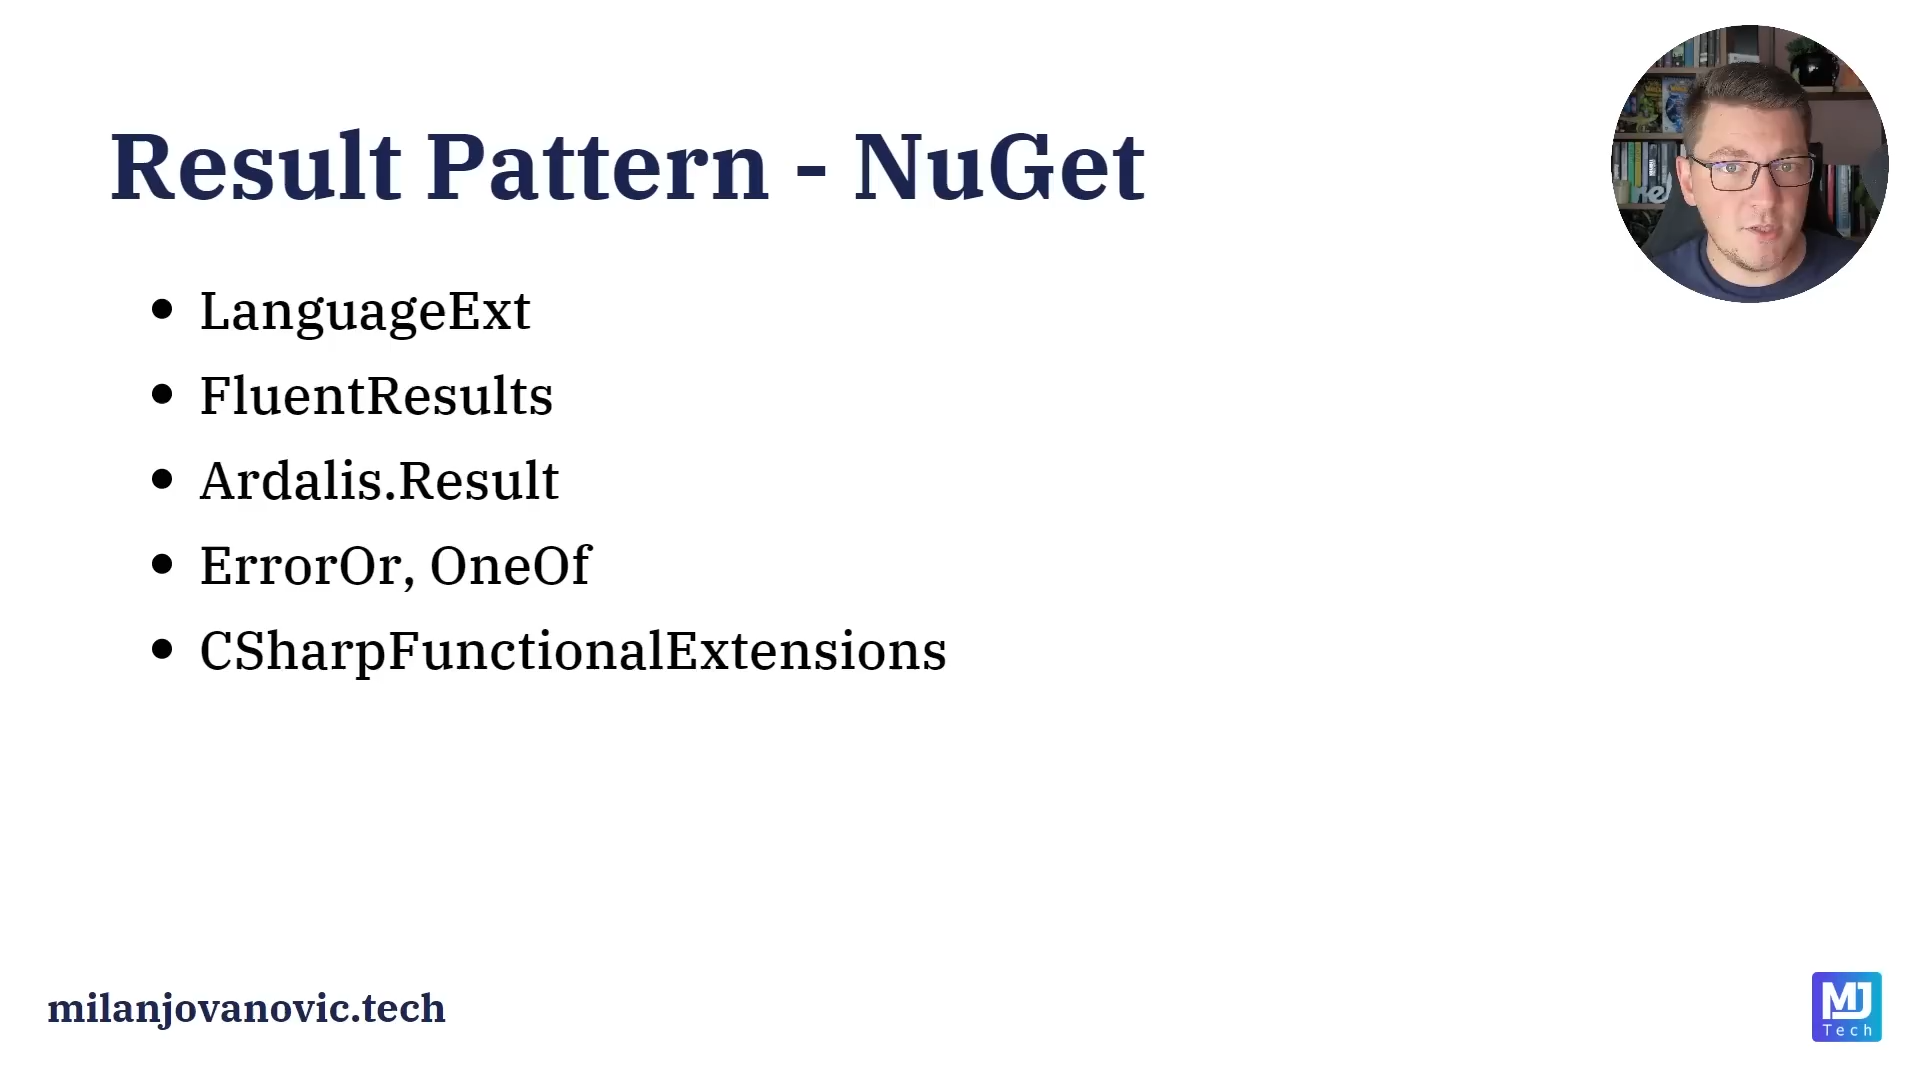 Result Pattern - NuGet
• LanguageExt
• FluentResults
• Ardalis.Result
• ErrorOr, OneOf
• CSharpFunctionalExtensions
milanjovanovic.tech
MJ
Tech